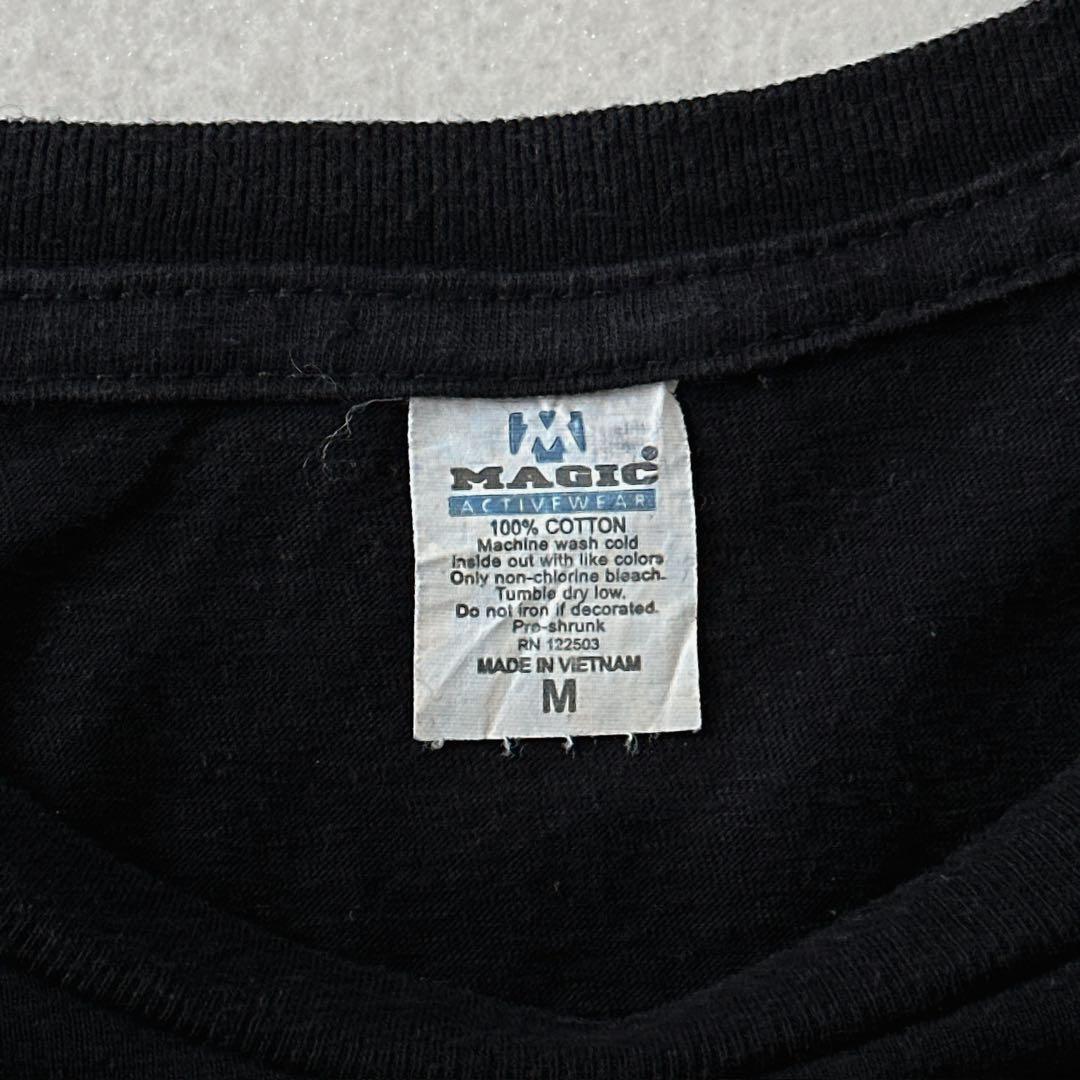 M
MAGIC®
ACTIVEWEAR
100% COTTON
Machine wash cold
inside out with like colors
Only non-chlorine bleach.
Tumble dry low.
Do not iron if decorated.
Pre-shrunk
RN 122503
MADE IN VIETNAM
M